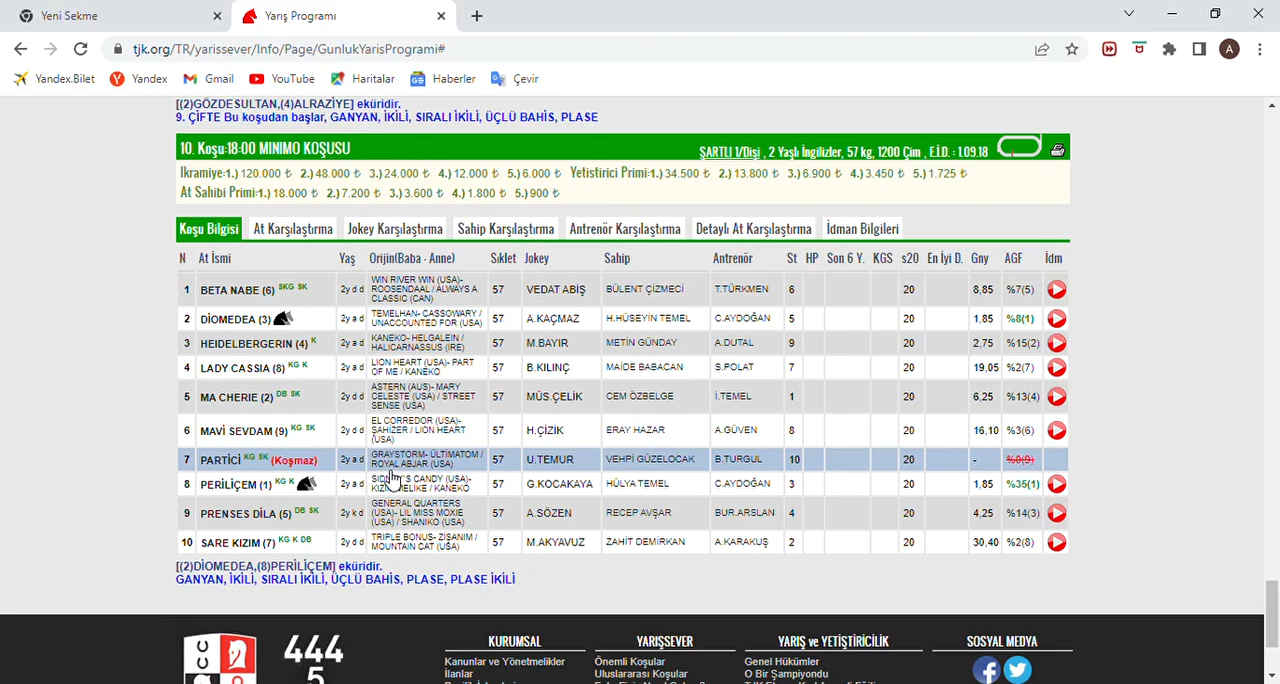 Yeni Sekme
Yarış Programı
tjk.org/TR/yarissever/Info/Page/GunlukYarisProgrami#
A
Yandex.Bilet
Yandex
Gmail
YouTube
Haritalar
Haberler
Çevir
[(2)GÖZDESULTAN,(4)ALRAZİYE] eküridir.
9. ÇİFTE Bu koşudan başlar, GANYAN, İKİLİ, SIRALI İKİLİ, ÜÇLÜ BAHİS, PLASE
10. Koşu:18:00 MINIMO KOŞUSU
ŞARTLI 1/Dişi , 2 Yaşlı İngilizler, 57 kg, 1200 Çim , E.İ.D. : 1.09.18
İkramiye:1.) 120.000 ₺ 2.) 48.000 ₺ 3.) 24.000 ₺ 4.) 12.000 ₺ 5.) 6.000 ₺ Yetistirici Primi:1.) 34.500 ₺ 2.) 13.800 ₺ 3.) 6.900 ₺ 4.) 3.450 ₺ 5.) 1.725 ₺
At Sahibi Primi:1.) 18.000 ₺ 2.) 7.200 ₺ 3.) 3.600 ₺ 4.) 1.800 ₺ 5.) 900 ₺
Koşu Bilgisi At Karşılaştırma Jokey Karşılaştırma Sahip Karşılaştırma Antrenör Karşılaştırma Detaylı At Karşılaştırma İdman Bilgileri
N At İsmi Yaş Orijin(Baba - Anne) Sıklet Jokey Sahip Antrenör St HP Son 6 Y. KGS s20 En İyi D. Gny AGF İdm
1 BETA NABE (6) SKG SK 2y d d WIN RIVER WIN (USA)- ROOSENDAAL / ALWAYS A CLASSIC (CAN) 57 VEDAT ABİŞ BÜLENT ÇİZMECİ T.TÜRKMEN 6 20 8,85 %7(5)
2 DİOMEDEA (3) 2y a d TEMELHAN- CASSOWARY / UNACCOUNTED FOR (USA) 57 A.KAÇMAZ H.HÜSEYİN TEMEL C.AYDOĞAN 5 20 1,85 %8(1)
3 HEIDELBERGERIN (4) K 2y a d KANEKO- HELGALEIN / HALICARNASSUS (IRE) 57 M.BAYIR METİN GÜNDAY A.DUTAL 9 20 2,75 %15(2)
4 LADY CASSIA (8) KG K 2y a d LION HEART (USA)- PART OF ME / KANEKO 57 B.KILINÇ MAİDE BABACAN S.POLAT 7 20 19,05 %2(7)
5 MA CHERIE (2) DB SK 2y d d ASTERN (AUS)- MARY CELESTE (USA) / STREET SENSE (USA) 57 MÜS.ÇELİK CEM ÖZBELGE İ.TEMEL 1 20 6,25 %13(4)
6 MAVİ SEVDAM (9) KG SK 2y d d EL CORREDOR (USA)- ŞAHİZER / LION HEART (USA) 57 H.ÇİZİK ERAY HAZAR A.GÜVEN 8 20 16,10 %3(6)
7 PARTİCİ KG SK (Koşmaz) 2y a d GRAYSTORM- ÜLTIMATOM / ROYAL ABJAR (USA) 57 U.TEMUR VEHPİ GÜZELOCAK B.TURGUL 10 20 - %0(9)
8 PERİLİÇEM (1) KG K 2y a d CANDY (USA)- / KANEKO 57 G.KOCAKAYA HÜLYA TEMEL C.AYDOĞAN 3 20 1,85 %35(1)
9 PRENSES DİLA (5) DB SK 2y k d GENERAL QUARTERS (USA)- LIL MISS MOXIE (USA) / SHANIKO (USA) 57 A.SÖZEN RECEP AVŞAR BUR.ARSLAN 4 20 4,25 %14(3)
10 SARE KIZIM (7) KG K DB 2y d d TRIPLE BONUS- ZİŞANIM / MOUNTAIN CAT (USA) 57 M.AKYAVUZ ZAHİT DEMİRKAN A.KARAKUŞ 2 20 30,40 %2(8)
[(2)DİOMEDEA,(8)PERİLİÇEM] eküridir.
GANYAN, İKİLİ, SIRALI İKİLİ, ÜÇLÜ BAHİS, PLASE, PLASE İKİLİ
444
5
KURUMSAL
Kanunlar ve Yönetmelikler
İlanlar
YARIŞSEVER
Önemli Koşular
Uluslararası Koşular
YARIŞ ve YETİŞTİRİCİLİK
Genel Hükümler
O Bir Şampiyondu
SOSYAL MEDYA